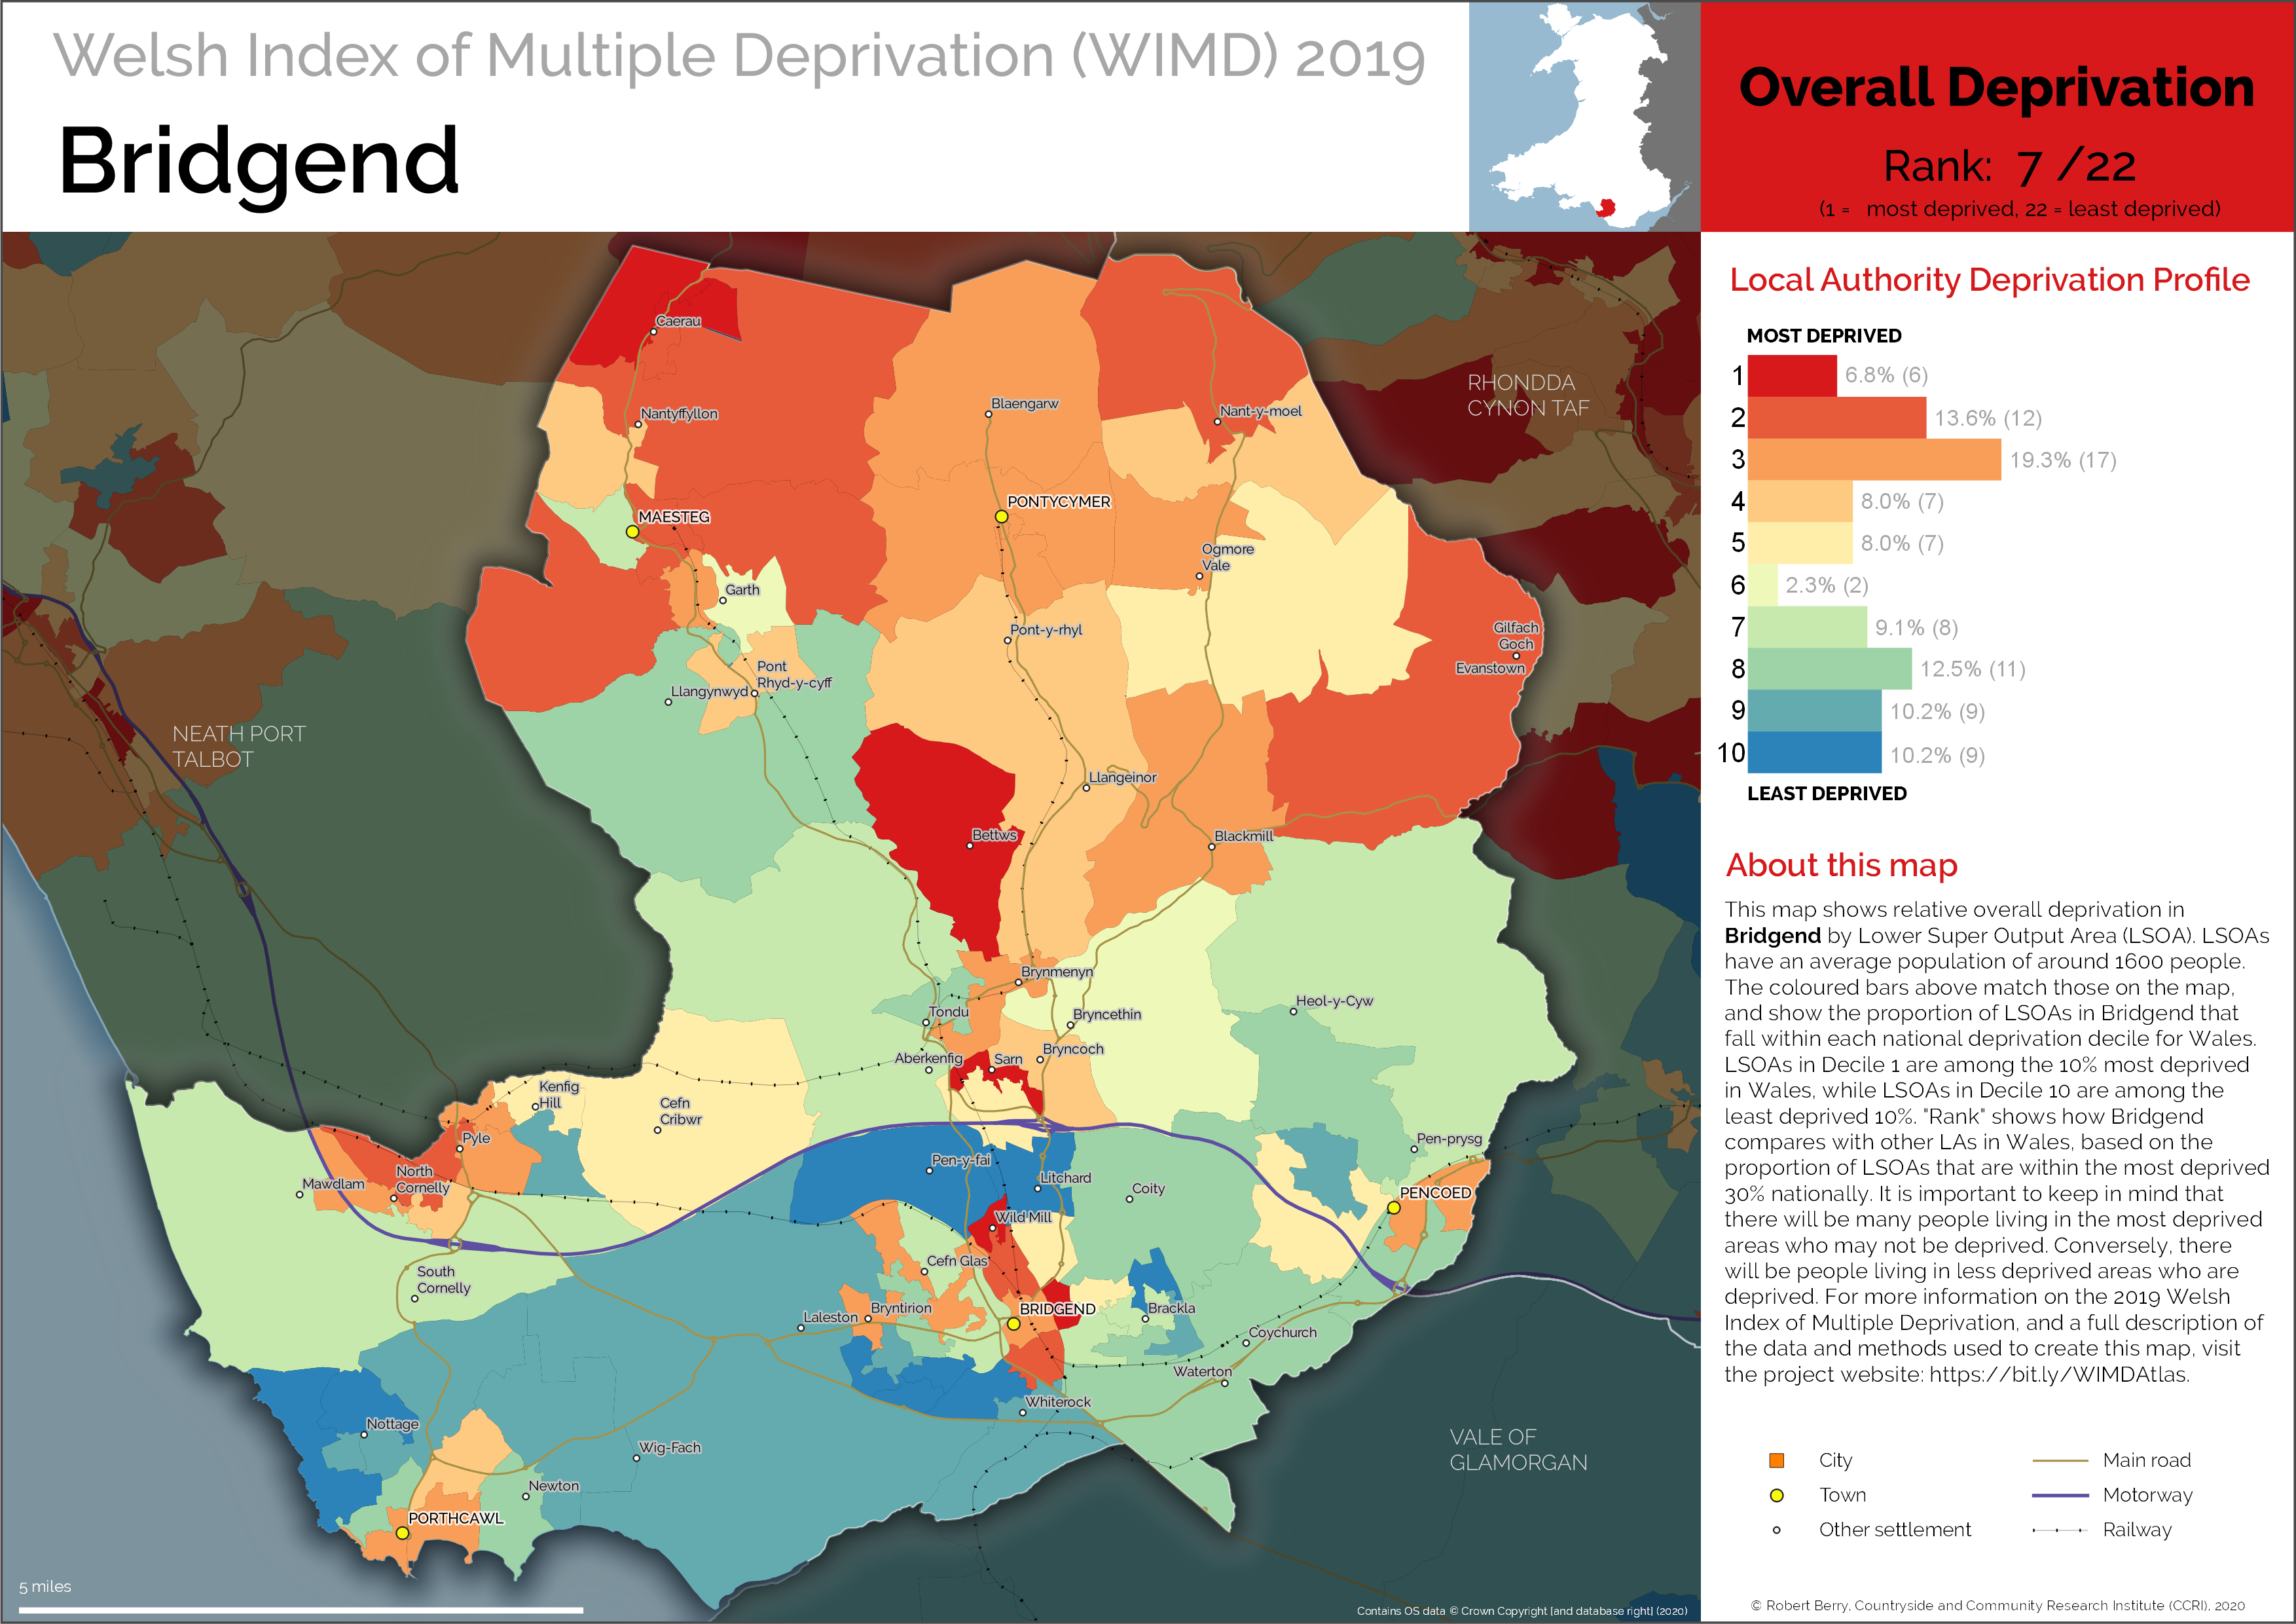 Welsh Index of Multiple Deprivation (WIMD) 2019
Bridgend
Overall Deprivation
Rank: 7 /22
(1 = most deprived, 22 = least deprived)
Local Authority Deprivation Profile
MOST DEPRIVED
1 6.8% (6)
2 13.6% (12)
3 19.3% (17)
4 8.0% (7)
5 8.0% (7)
6 2.3% (2)
7 9.1% (8)
8 12.5% (11)
9 10.2% (9)
10 10.2% (9)
LEAST DEPRIVED
About this map
This map shows relative overall deprivation in
Bridgend by Lower Super Output Area (LSOA). LSOAs
have an average population of around 1600 people.
The coloured bars above match those on the map,
and show the proportion of LSOAs in Bridgend that
fall within each national deprivation decile for Wales.
LSOAs in Decile 1 are among the 10% most deprived
in Wales, while LSOAs in Decile 10 are among the
least deprived 10%. "Rank" shows how Bridgend
compares with other LAs in Wales, based on the
proportion of LSOAs that are within the most deprived
30% nationally. It is important to keep in mind that
there will be many people living in the most deprived
areas who may not be deprived. Conversely, there
will be people living in less deprived areas who are
deprived. For more information on the 2019 Welsh
Index of Multiple Deprivation, and a full description of
the data and methods used to create this map, visit
the project website: https://bit.ly/WIMDAtlas.
City
Town
Other settlement
Main road
Motorway
Railway
© Robert Berry, Countryside and Community Research Institute (CCRI), 2020
Caerau
RHONDDA
CYNON TAF
Blaengarw
Nantyffyllon
Nant-y-moel
PONTYCYMER
MAESTEG
Ogmore
Vale
Garth
Pont-y-rhyl
Gilfach
Goch
Evanstown
Pont
Rhyd-y-cyff
Llangynwyd
NEATH PORT
TALBOT
Llangeinor
Bettws
Blackmill
Brynmenyn
Heol-y-Cyw
Tondu
Bryncethin
Bryncoch
Aberkenfig
Sarn
Kenfig
Hill
Cefn
Cribwr
Pyle
Pen-prysg
Pen-y-fai
North
Cornelly
Mawdlam
Litchard
Coity
PENCOED
Wild Mill
Cefn Glas
South
Cornelly
Bryntirion
BRIDGEND
Brackla
Laleston
Coychurch
Waterton
Whiterock
Nottage
Wig-Fach
VALE OF
GLAMORGAN
Newton
PORTHCAWL
5 miles
Contains OS data © Crown Copyright [and database right] (2020)